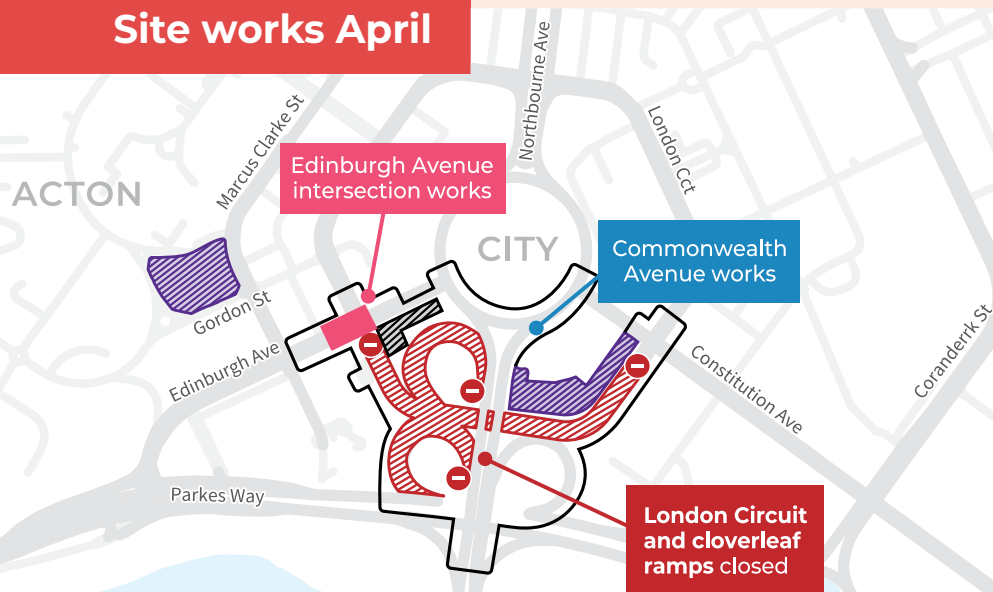 Site works April
Northbourne Ave
Marcus Clarke St
London Cct
Edinburgh Avenue
intersection works
ACTON
CITY
Commonwealth
Avenue works
Gordon St
Edinburgh Ave
Constitution Ave
Coranderrk St
Parkes Way
London Circuit
and cloverleaf
ramps closed